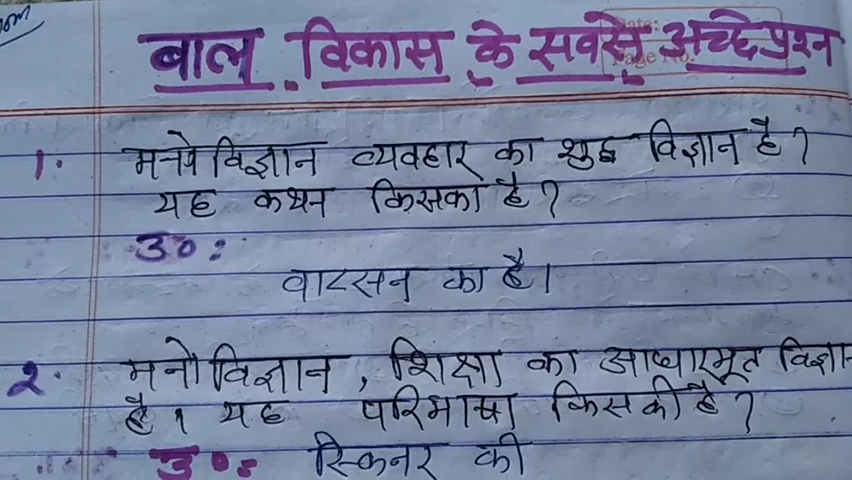 बाल विकास के सबसे अच्छे प्रश्न
1. मनोविज्ञान व्यवहार का शुद्ध विज्ञान है?
यह कथन किसका है?
उ०:
वाटसन का है।
2. मनोविज्ञान, शिक्षा का आधारभूत विज्ञान
है। यह परिभाषा किसकी है?
उ०: स्किनर की